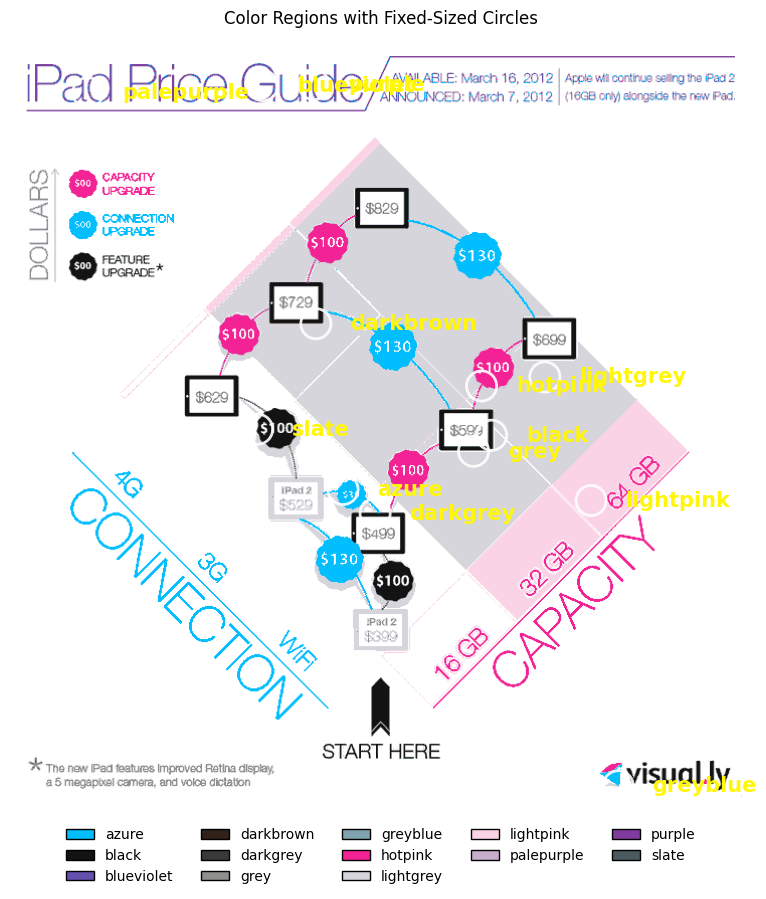 Color Regions with Fixed-Sized Circles
iPad Price Guide
AVAILABLE: March 16, 2012
ANNOUNCED: March 7, 2012
Apple will continue selling the iPad 2
(16GB only) alongside the new iPad.
palepurple
blueviolet
purple
DOLLARS
$00 CAPACITY
UPGRADE
$00 CONNECTION
UPGRADE
$00 FEATURE
UPGRADE*
$829
$100
$130
$729
darkbrown
$100
$130
$699
$100
hotpink
lightgrey
$629
$100
slate
$599
black
grey
$100
azure
iPad 2
$529
darkgrey
lightpink
$499
$130
$100
iPad 2
$399
4G
3G
WiFi
CONNECTION
64 GB
32 GB
16 GB
CAPACITY
START HERE
* The new iPad features improved Retina display,
a 5 megapixel camera, and voice dictation
visual.ly
greyblue
azure
black
blueviolet
darkbrown
darkgrey
grey
greyblue
hotpink
lightgrey
lightpink
palepurple
purple
slate